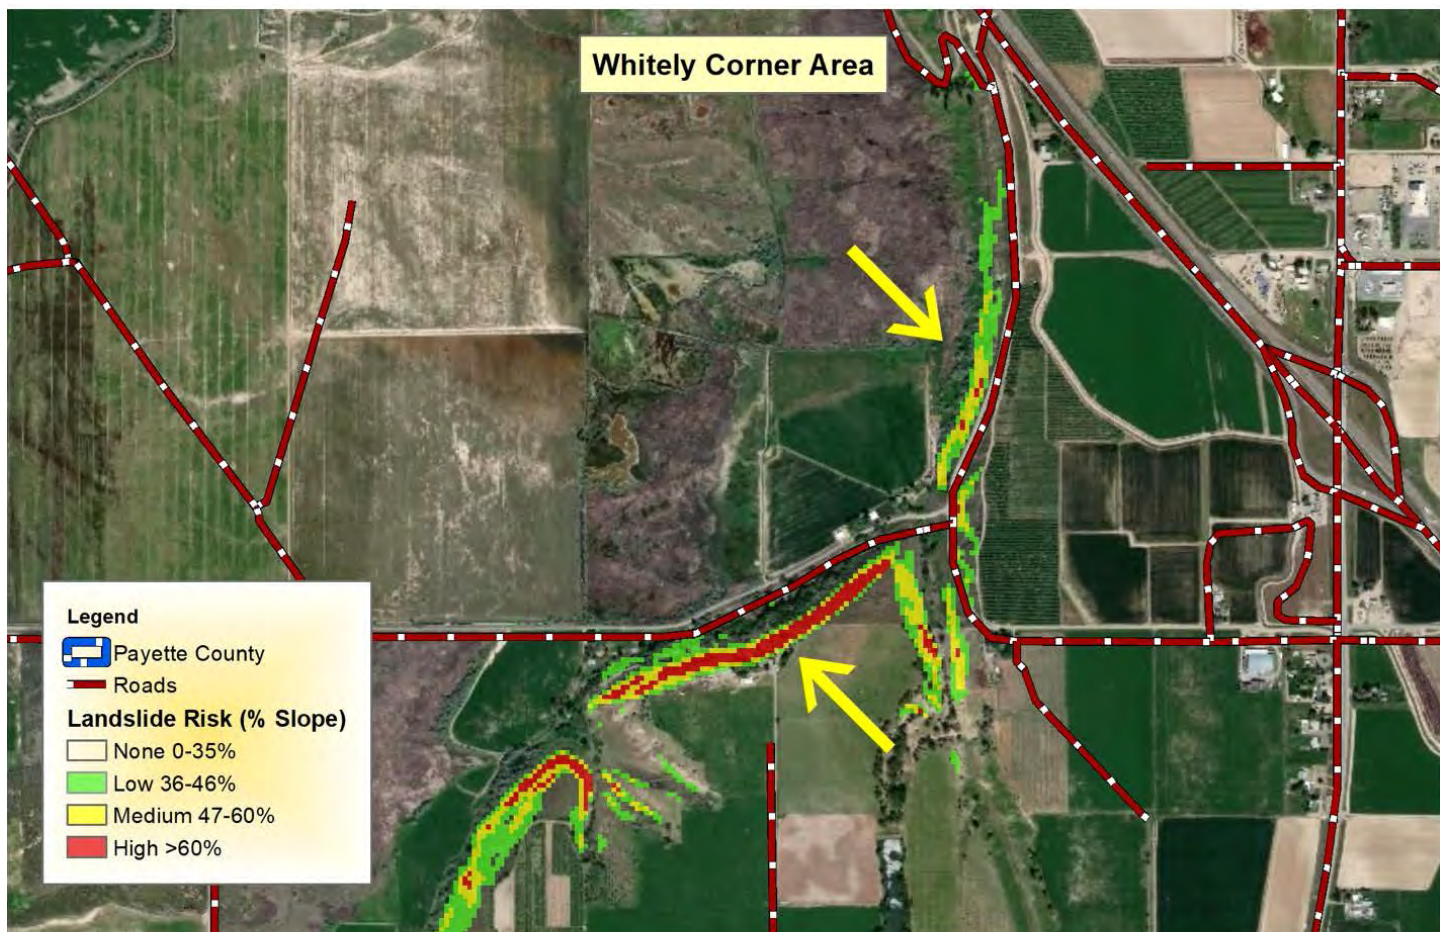 Whitely Corner Area
Legend
Payette County
Roads
Landslide Risk (% Slope)
None 0-35%
Low 36-46%
Medium 47-60%
High >60%